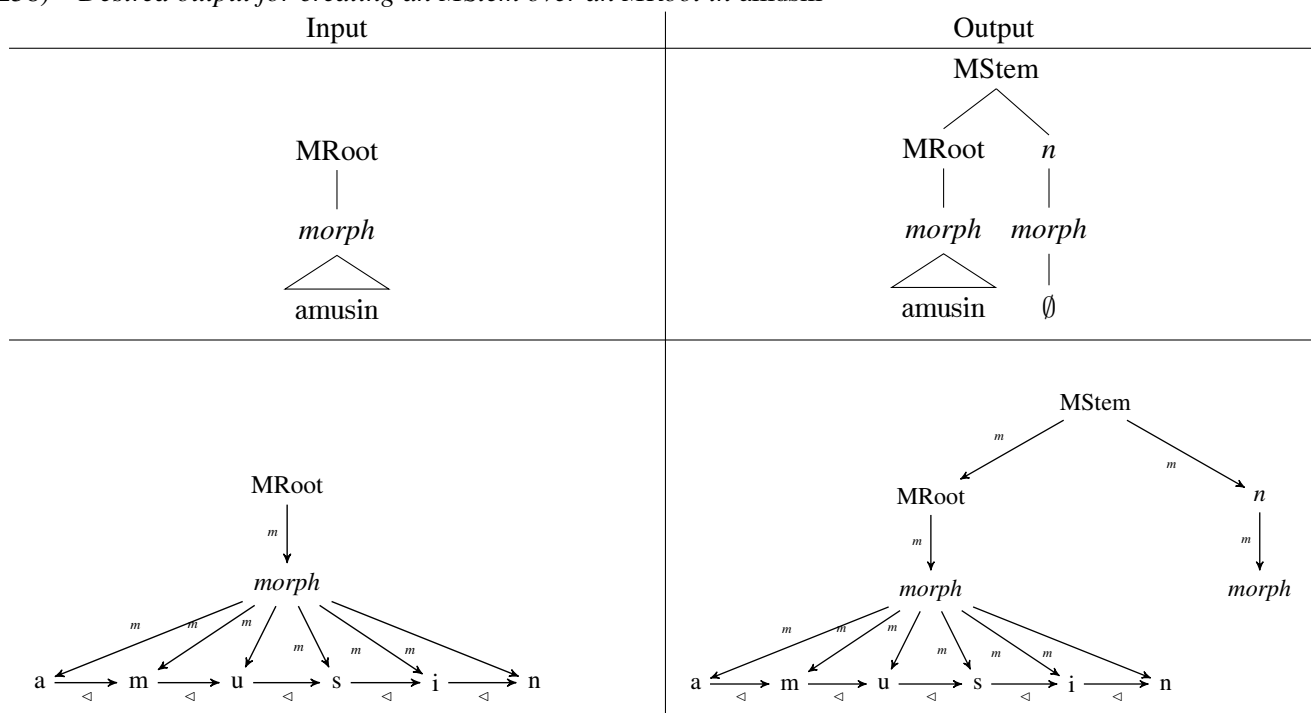 Desired output for creating an MStem over an MRoot in amusin
Input Output
MStem
MRoot MRoot n
morph morph morph
amusin amusin ∅
MStem
m m
MRoot MRoot n
m m m
morph morph morph
m m m m m m m m m m m m
a m u s i n a m u s i n
◁ ◁ ◁ ◁ ◁ ◁ ◁ ◁ ◁ ◁